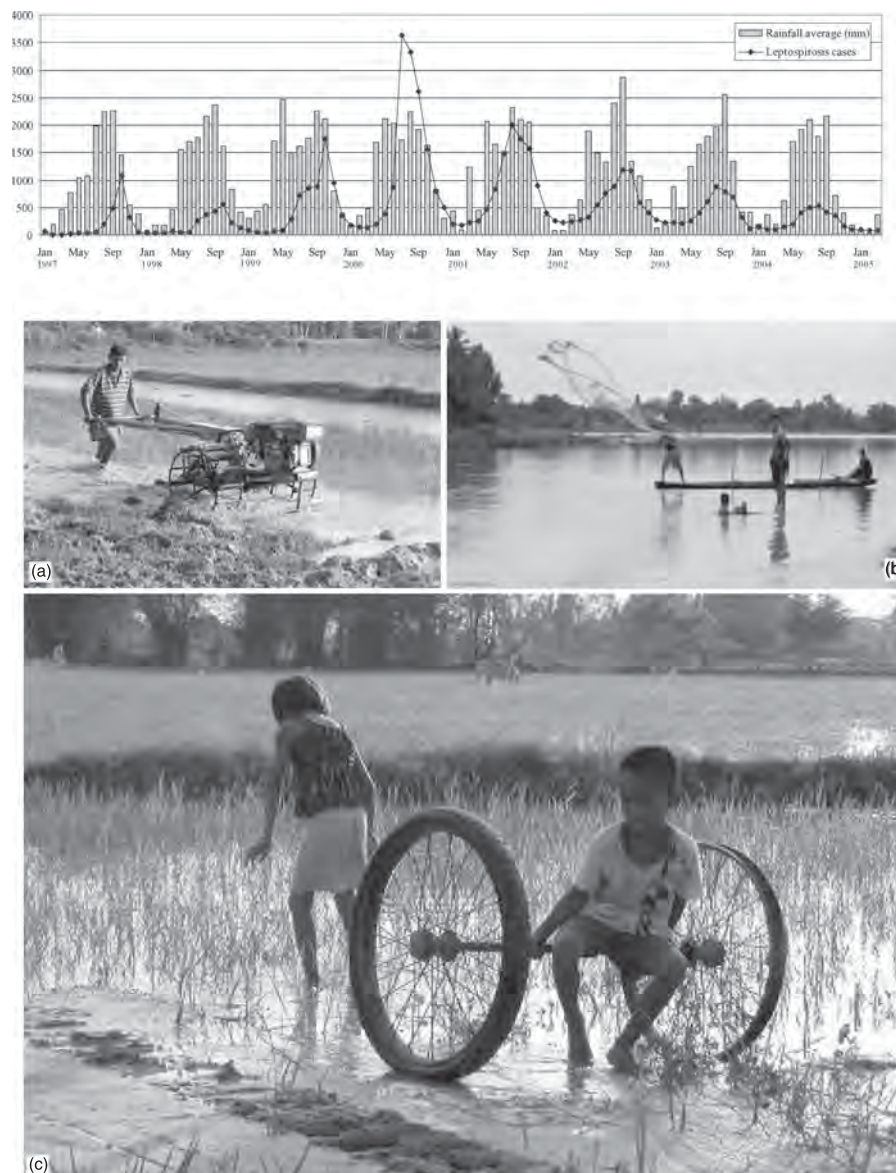 4000
3500
3000
2500
2000
1500
1000
500
0
Rainfall average (mm)
Leptospirosis cases
Jan May Sep Jan May Sep Jan May Sep Jan May Sep Jan May Sep Jan May Sep Jan May Sep Jan May Sep Jan
1997 1998 1999 2000 2001 2002 2003 2004 2005
(a)
(b
(c)